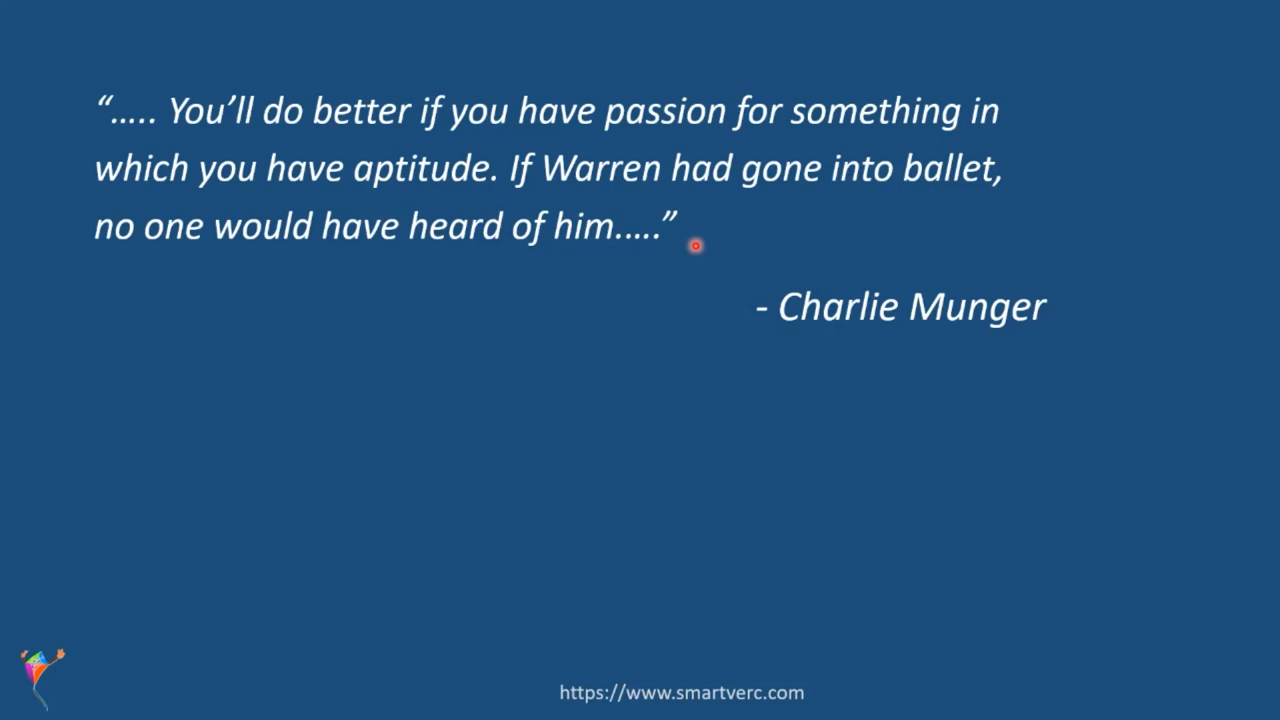 “….. You’ll do better if you have passion for something in
which you have aptitude. If Warren had gone into ballet,
no one would have heard of him…..”
- Charlie Munger
https://www.smartverc.com